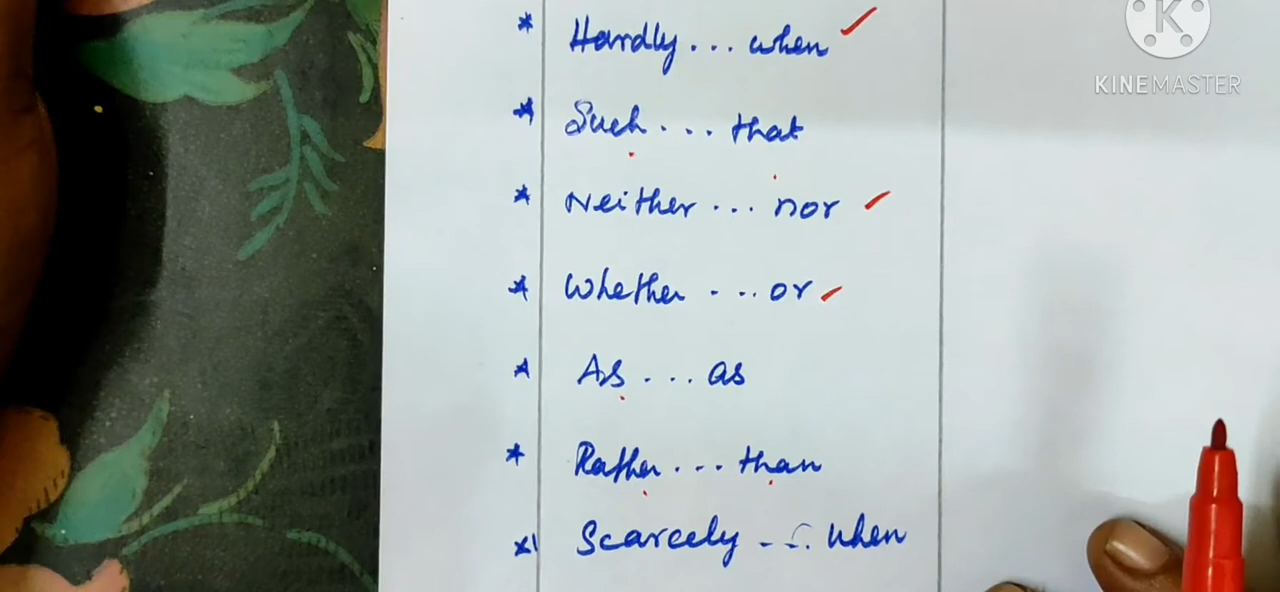 * Hardly... when ✓
K
KINEMASTER
* Such... that
* Neither... nor ✓
* Whether... or ✓
* As... as
* Rather... than
* Scarcely... when